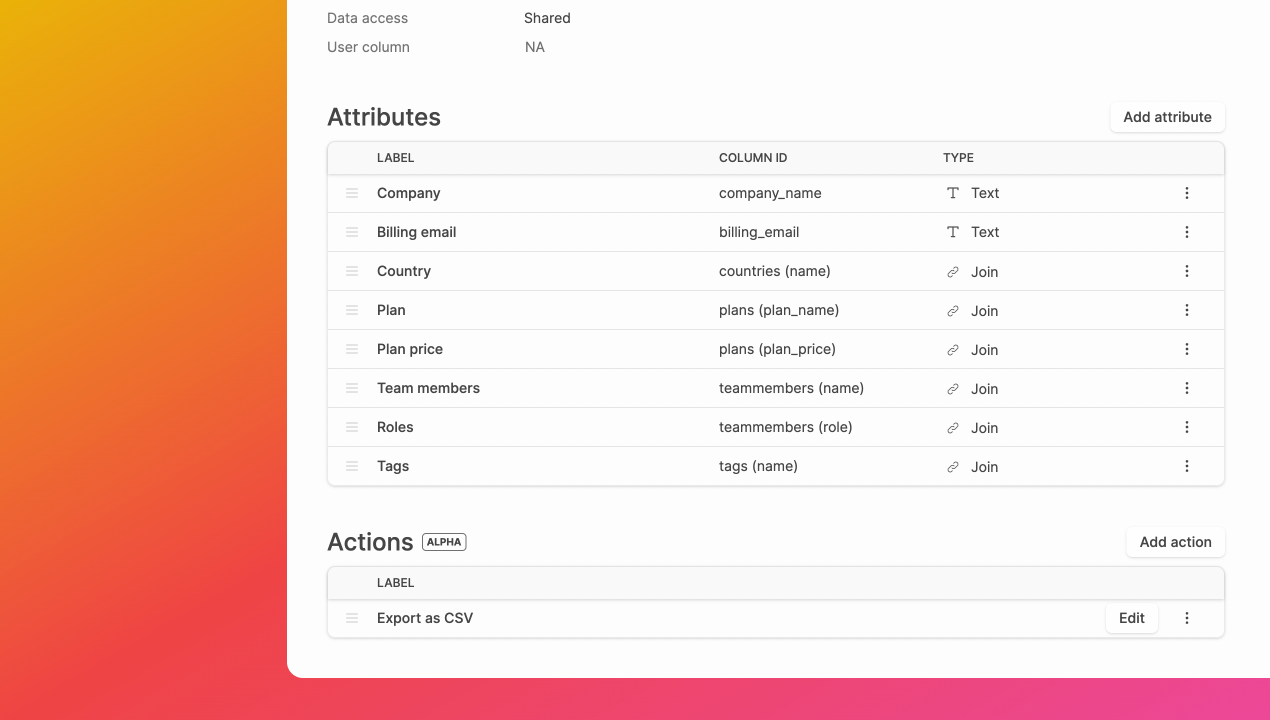 Data access Shared
User column NA
Attributes Add attribute
LABEL COLUMN ID TYPE
Company company_name Text
Billing email billing_email Text
Country countries (name) Join
Plan plans (plan_name) Join
Plan price plans (plan_price) Join
Team members teammembers (name) Join
Roles teammembers (role) Join
Tags tags (name) Join
Actions ALPHA Add action
LABEL
Export as CSV Edit